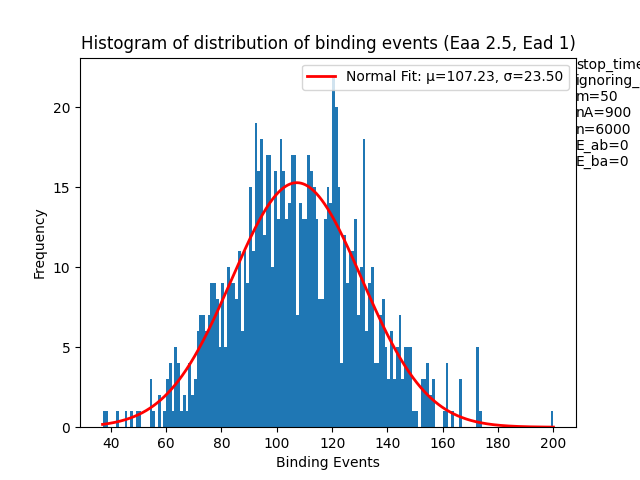 Histogram of distribution of binding events (Eaa 2.5, Ead 1)
Normal Fit: μ=107.23, σ=23.50
stop_time
ignoring_
m=50
nA=900
n=6000
E_ab=0
E_ba=0
20
15
10
5
0
Frequency
40 60 80 100 120 140 160 180 200
Binding Events